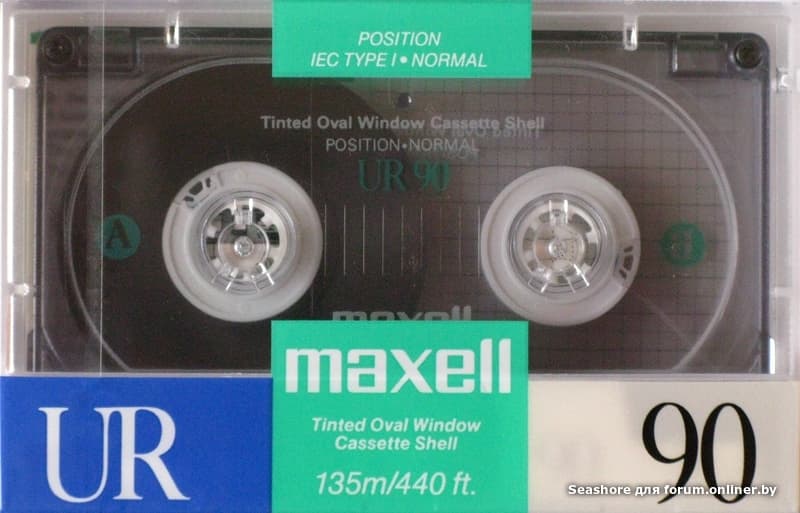 POSITION
IEC TYPE I • NORMAL
Tinted Oval Window Cassette Shell
POSITION•NORMAL
UR 90
A
maxell
maxell
Tinted Oval Window
Cassette Shell
135m/440 ft.
UR
90
Seashore для forum.onliner.by